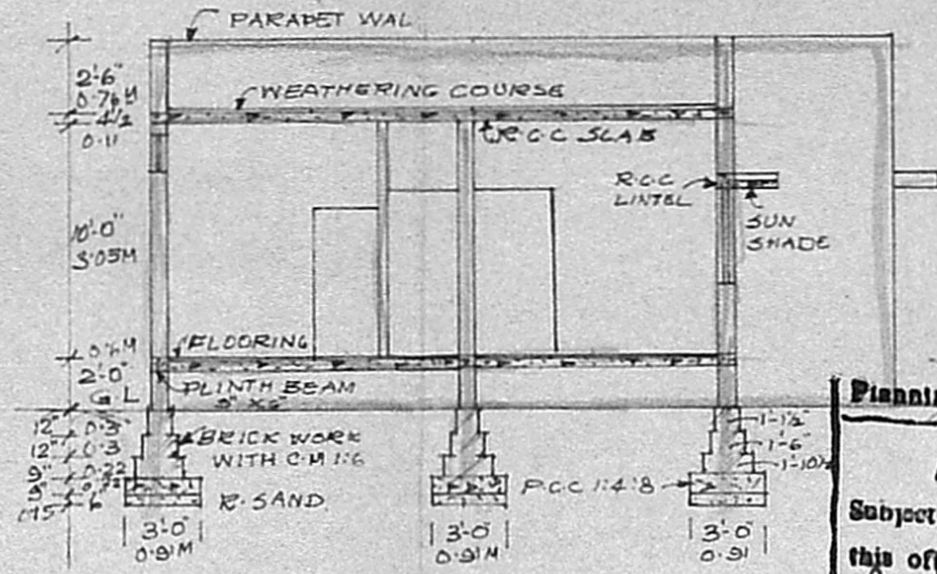 PARAPET WAL
2'-6"
0.76 M
WEATHERING COURSE
4½
0.11
R.C.C SLAB
R.C.C
LINTEL
SUN
SHADE
10'-0"
3.05M
0.6M
FLOORING
2'-0"
G L
PLINTH BEAM
12" 0.3
BRICK WORK
12" 0.3
WITH C.M 1:6
9" 0.22
6"
R. SAND
P.C.C 1:4:8
1-1½
1-6"
1-10½
3'-0"
0.91M
3'-0"
0.91M
3'-0"
0.91
Planning
Subject
this of